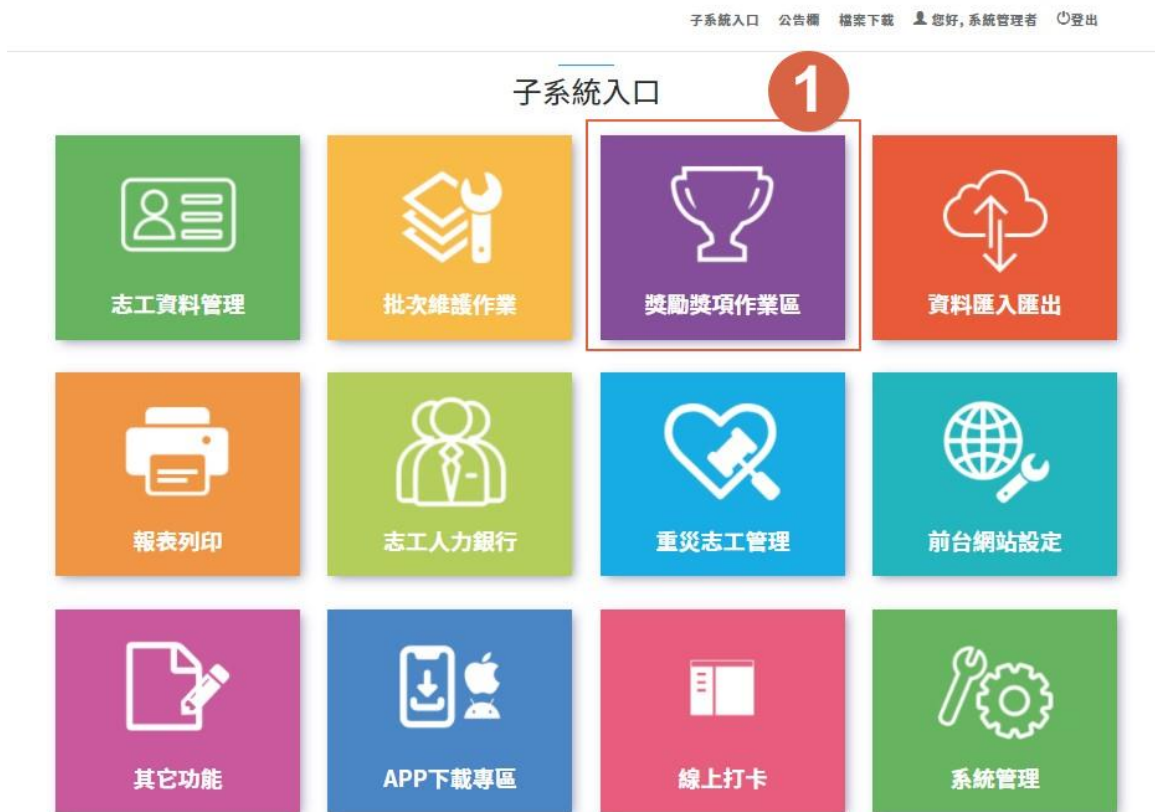 子系統入口 公告欄 檔案下載 您好, 系統管理者 登出
子系統入口
1
志工資料管理 批次維護作業 獎勵獎項作業區 資料匯入匯出
報表列印 志工人力銀行 重災志工管理 前台網站設定
其它功能 APP下載專區 線上打卡 系統管理